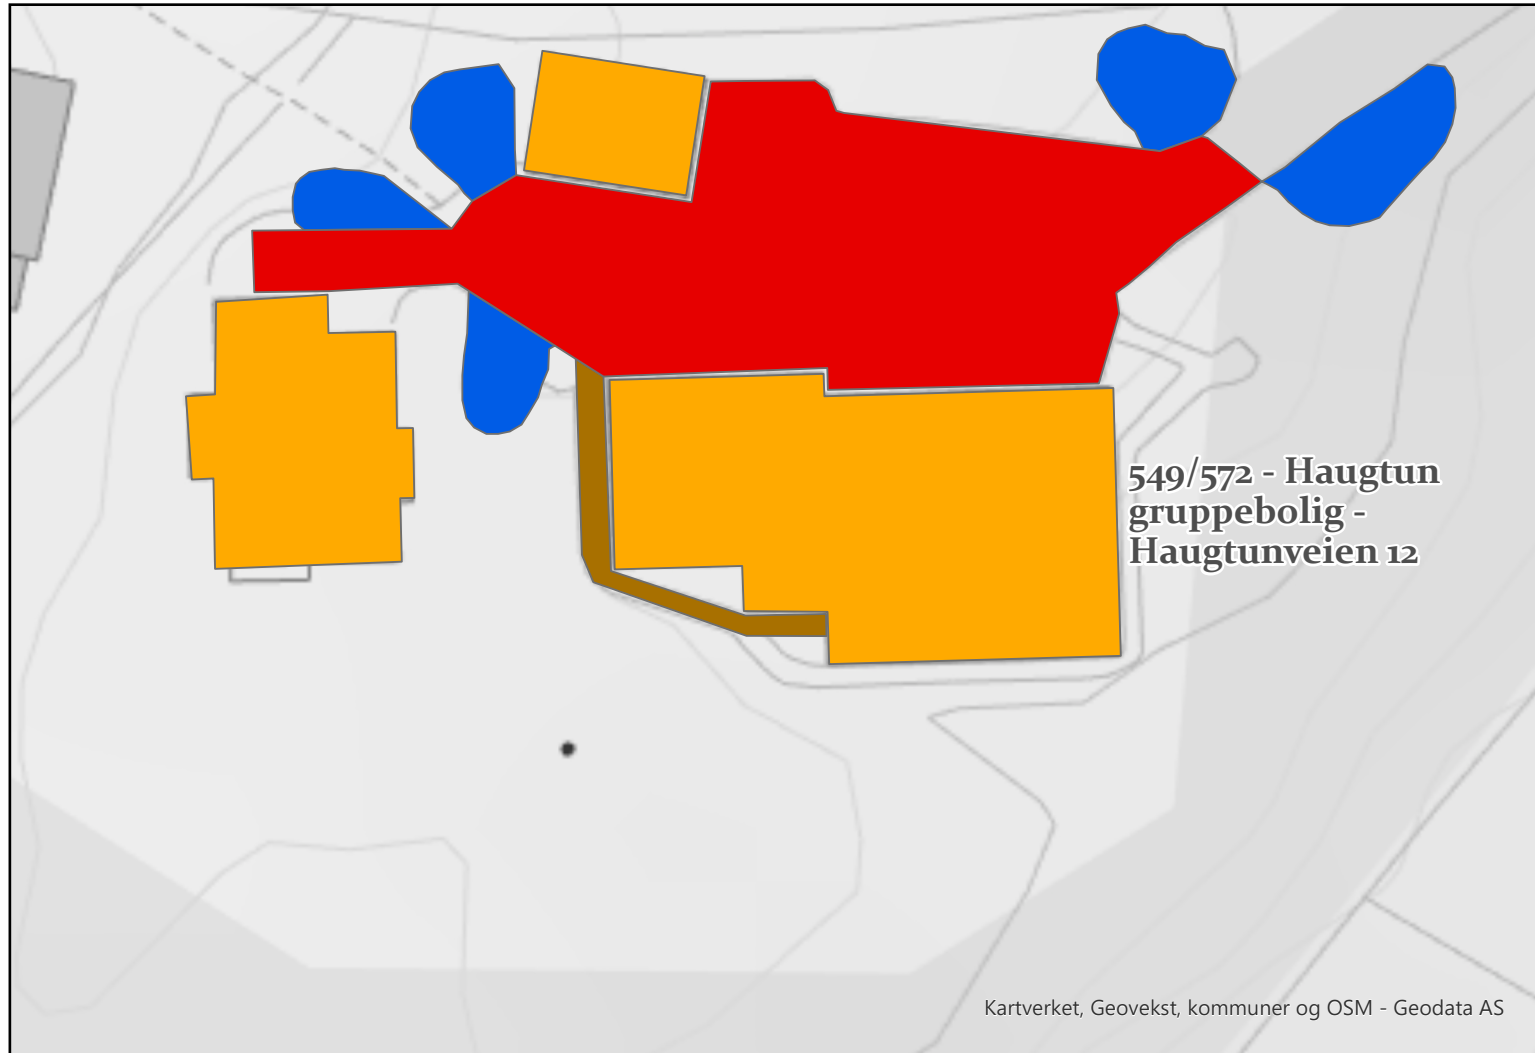 549/572 - Haugtun
gruppebolig -
Haugtunveien 12
Kartverket, Geovekst, kommuner og OSM - Geodata AS